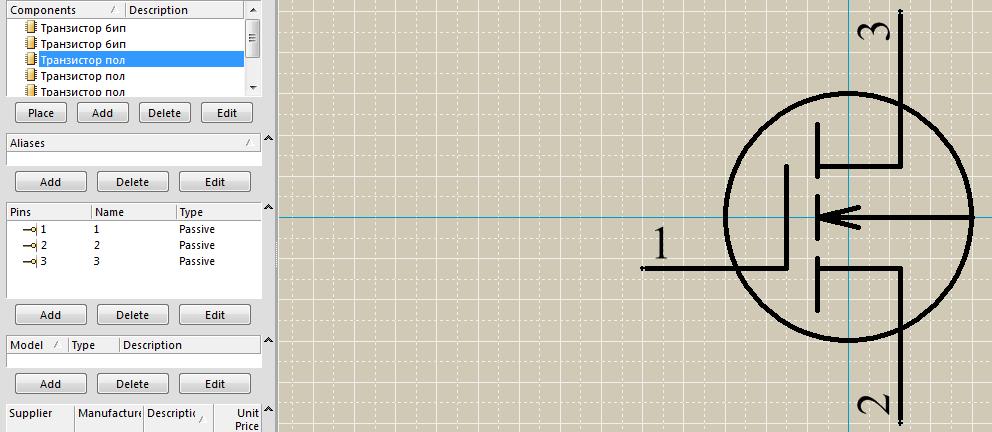 Components Description
Транзистор бип
Транзистор бип
Транзистор пол
Транзистор пол
Транзистор пол
Place Add Delete Edit
Aliases
Add Delete Edit
Pins Name Type
1 1 Passive
2 2 Passive
3 3 Passive
Add Delete Edit
Model Type Description
Add Delete Edit
Supplier Manufacture Descriptic Unit
Price
3
1
2